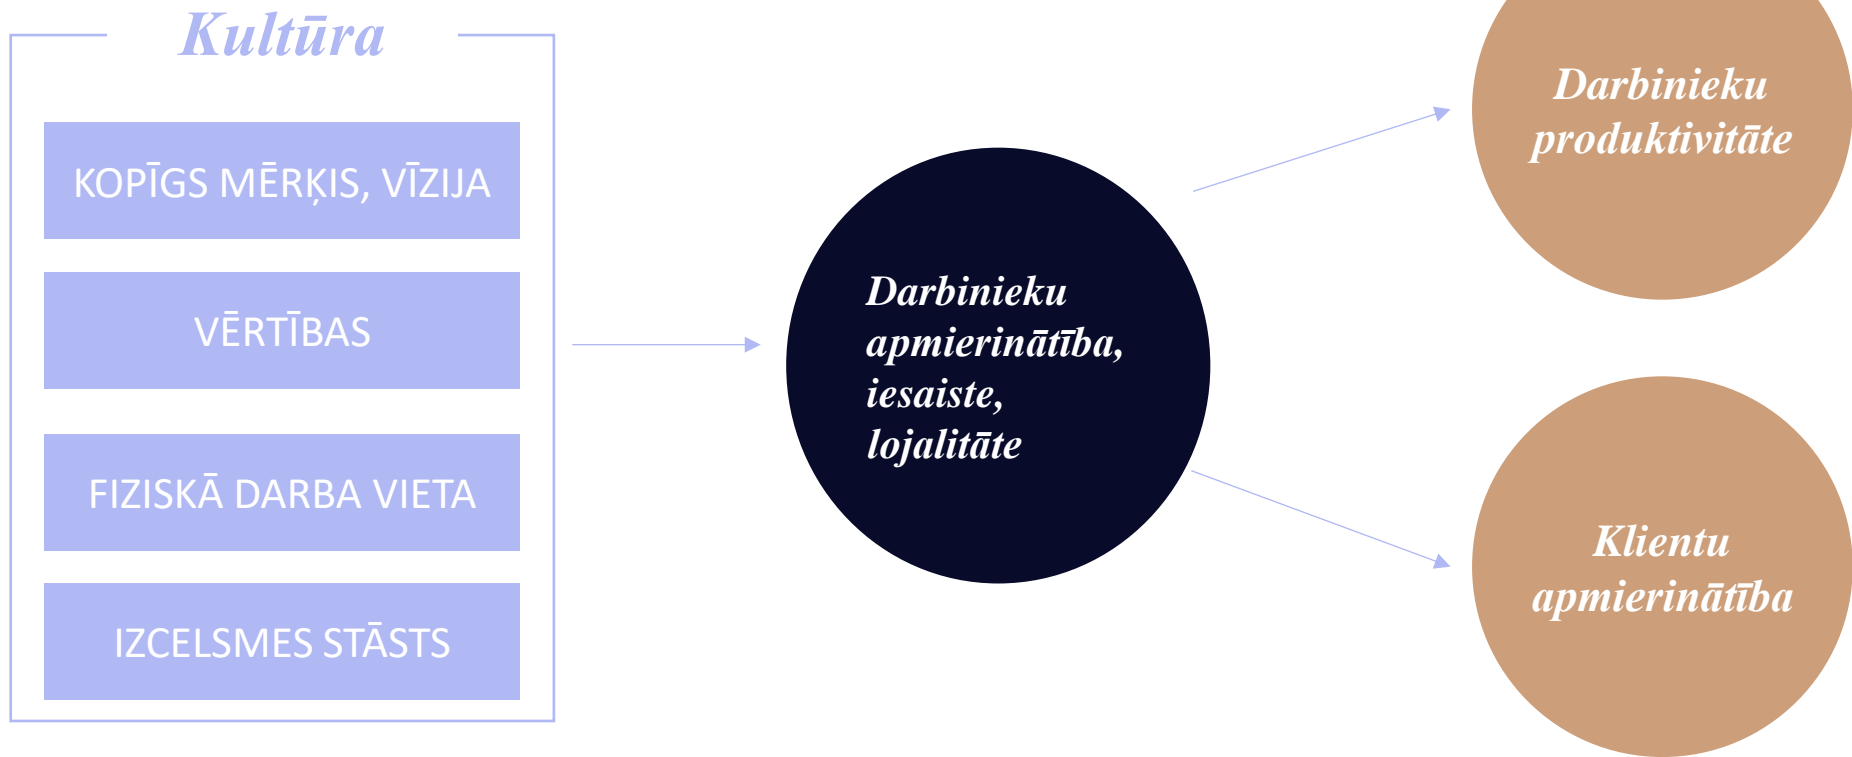 Kultūra
KOPĪGS MĒRĶIS, VĪZIJA
VĒRTĪBAS
FIZISKĀ DARBA VIETA
IZCELSMES STĀSTS
Darbinieku
apmierinātība,
iesaiste,
lojalitāte
Darbinieku
produktivitāte
Klientu
apmierinātība